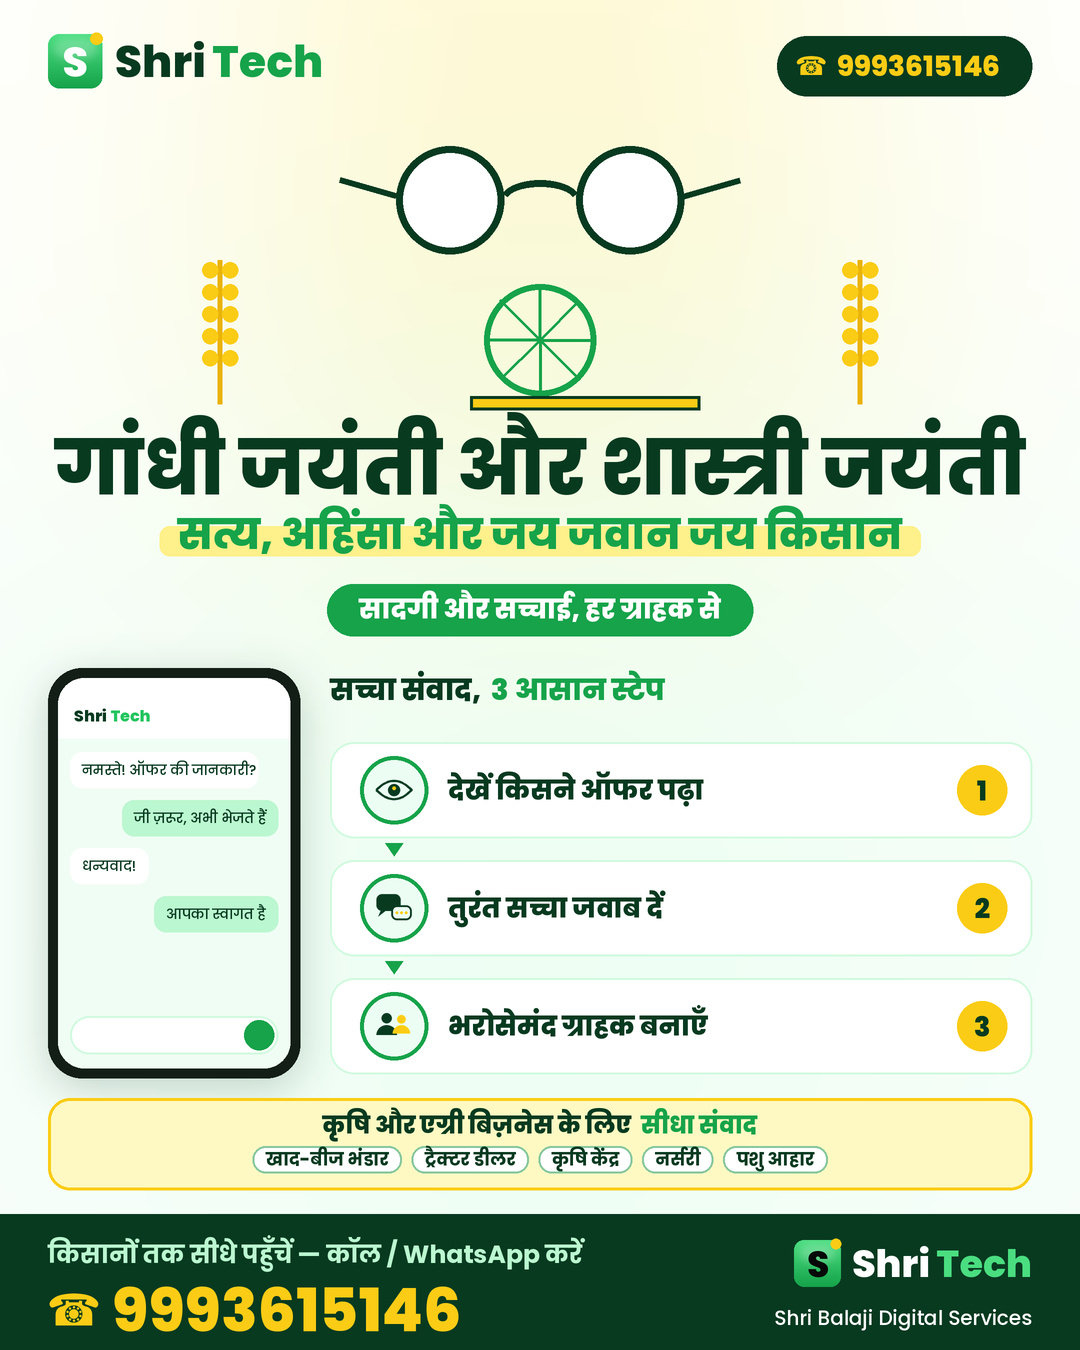 S Shri Tech
☎ 9993615146
गांधी जयंती और शास्त्री जयंती
सत्य, अहिंसा और जय जवान जय किसान
सादगी और सच्चाई, हर ग्राहक से
Shri Tech
नमस्ते! ऑफर की जानकारी?
जी ज़रूर, अभी भेजते हैं
धन्यवाद!
आपका स्वागत है
सच्चा संवाद, 3 आसान स्टेप
देखें किसने ऑफर पढ़ा 1
तुरंत सच्चा जवाब दें 2
भरोसेमंद ग्राहक बनाएँ 3
कृषि और एग्री बिज़नेस के लिए सीधा संवाद
खाद-बीज भंडार ट्रैक्टर डीलर कृषि केंद्र नर्सरी पशु आहार
किसानों तक सीधे पहुँचें — कॉल / WhatsApp करें
☎ 9993615146
S Shri Tech
Shri Balaji Digital Services